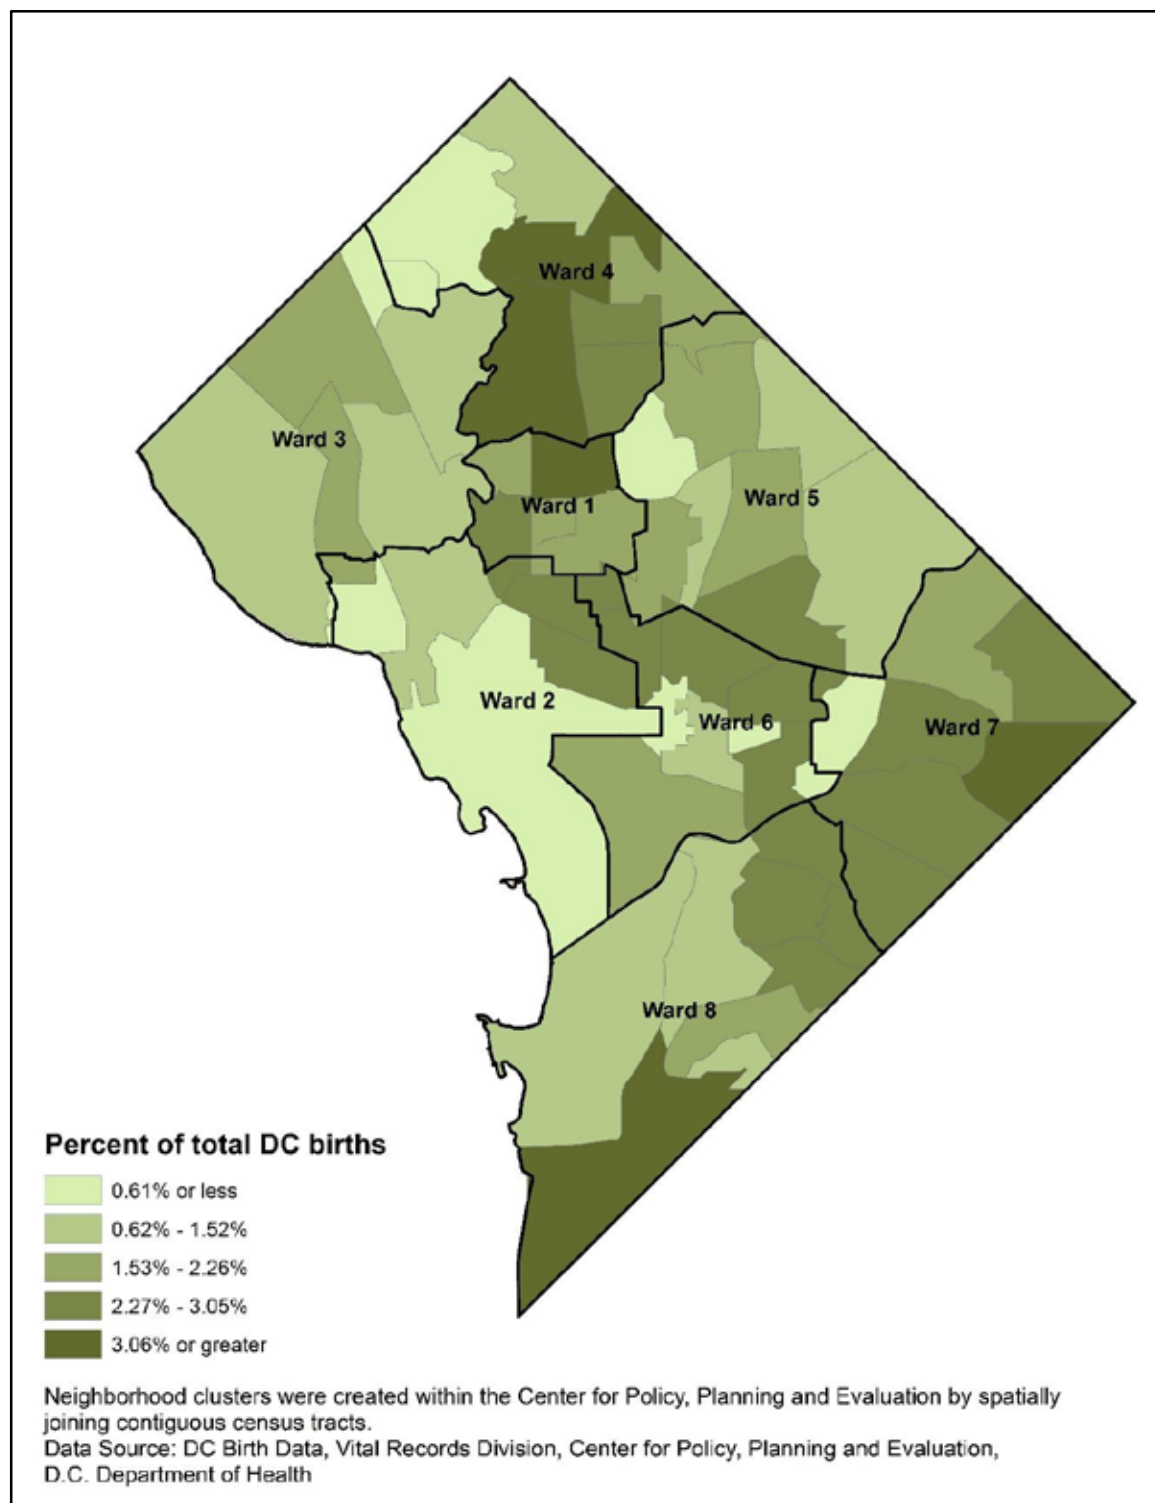 Ward 4
Ward 3
Ward 1
Ward 5
Ward 2
Ward 6
Ward 7
Ward 8
Percent of total DC births
0.61% or less
0.62% - 1.52%
1.53% - 2.26%
2.27% - 3.05%
3.06% or greater
Neighborhood clusters were created within the Center for Policy, Planning and Evaluation by spatially
joining contiguous census tracts.
Data Source: DC Birth Data, Vital Records Division, Center for Policy, Planning and Evaluation,
D.C. Department of Health